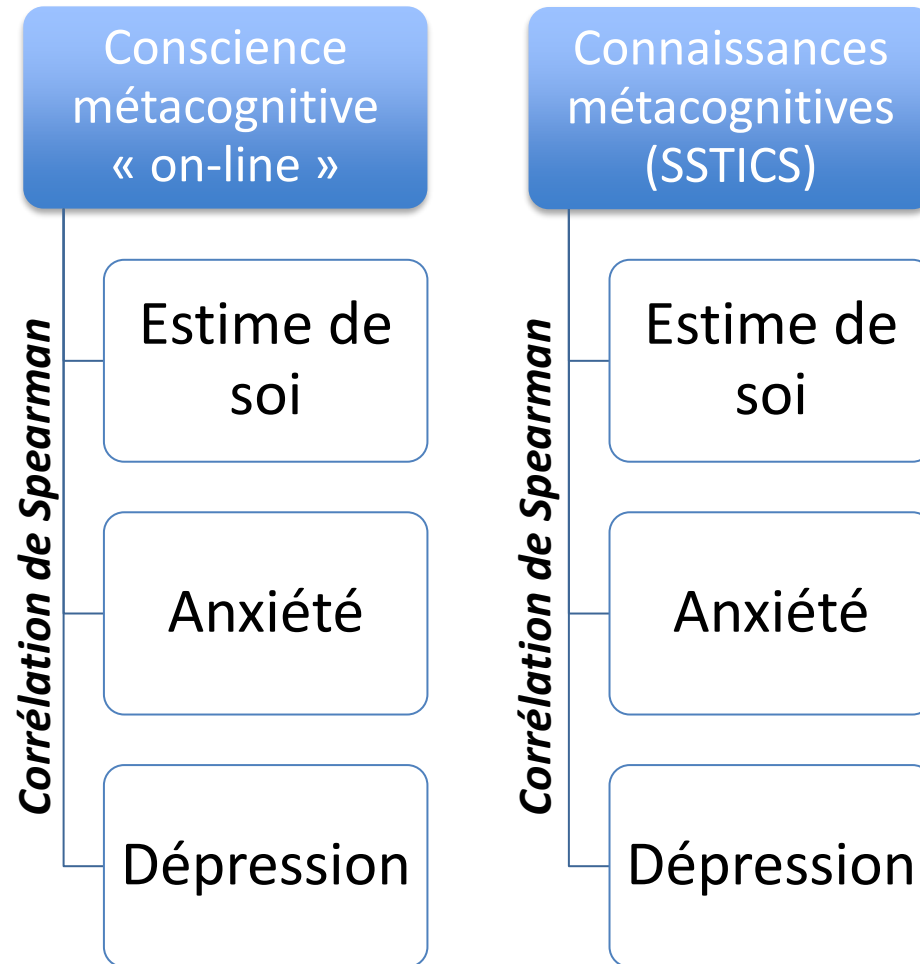 Conscience
métacognitive
« on-line »
Corrélation de Spearman
Estime de
soi
Anxiété
Dépression
Connaissances
métacognitives
(SSTICS)
Corrélation de Spearman
Estime de
soi
Anxiété
Dépression